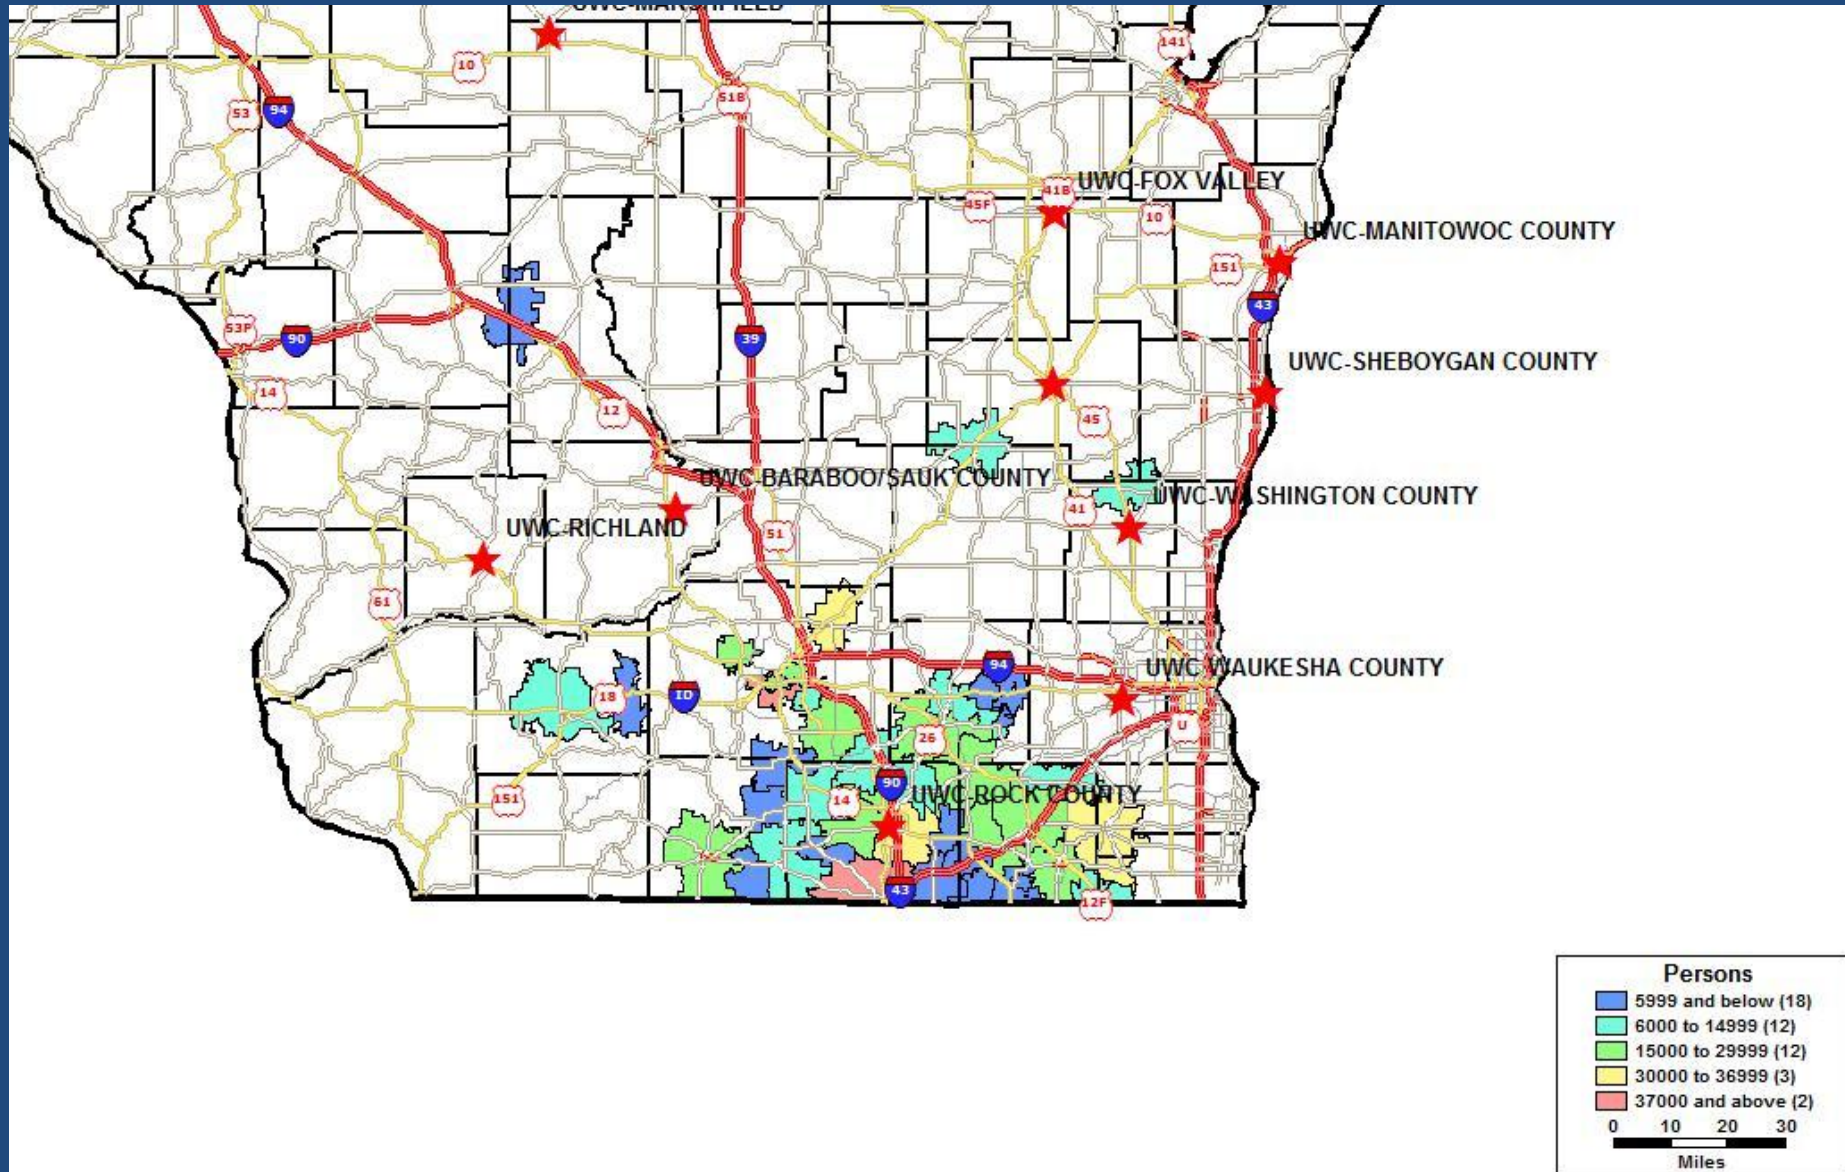 UWC-MARSHFIELD
141
10
94
53
51B
UWC-FOX VALLEY
41B
45F
10
UWC-MANITOWOC COUNTY
151
43
53F
90
39
UWC-SHEBOYGAN COUNTY
14
12
45
UWC-BARABOO/SAUK COUNTY
UWC-WASHINGTON COUNTY
41
UWC-RICHLAND
51
61
94
UWC-WAUKESHA COUNTY
18
ID
U
26
90
UWC-ROCK COUNTY
151
14
43
12F
Persons
5999 and below (18)
6000 to 14999 (12)
15000 to 29999 (12)
30000 to 36999 (3)
37000 and above (2)
0 10 20 30
Miles